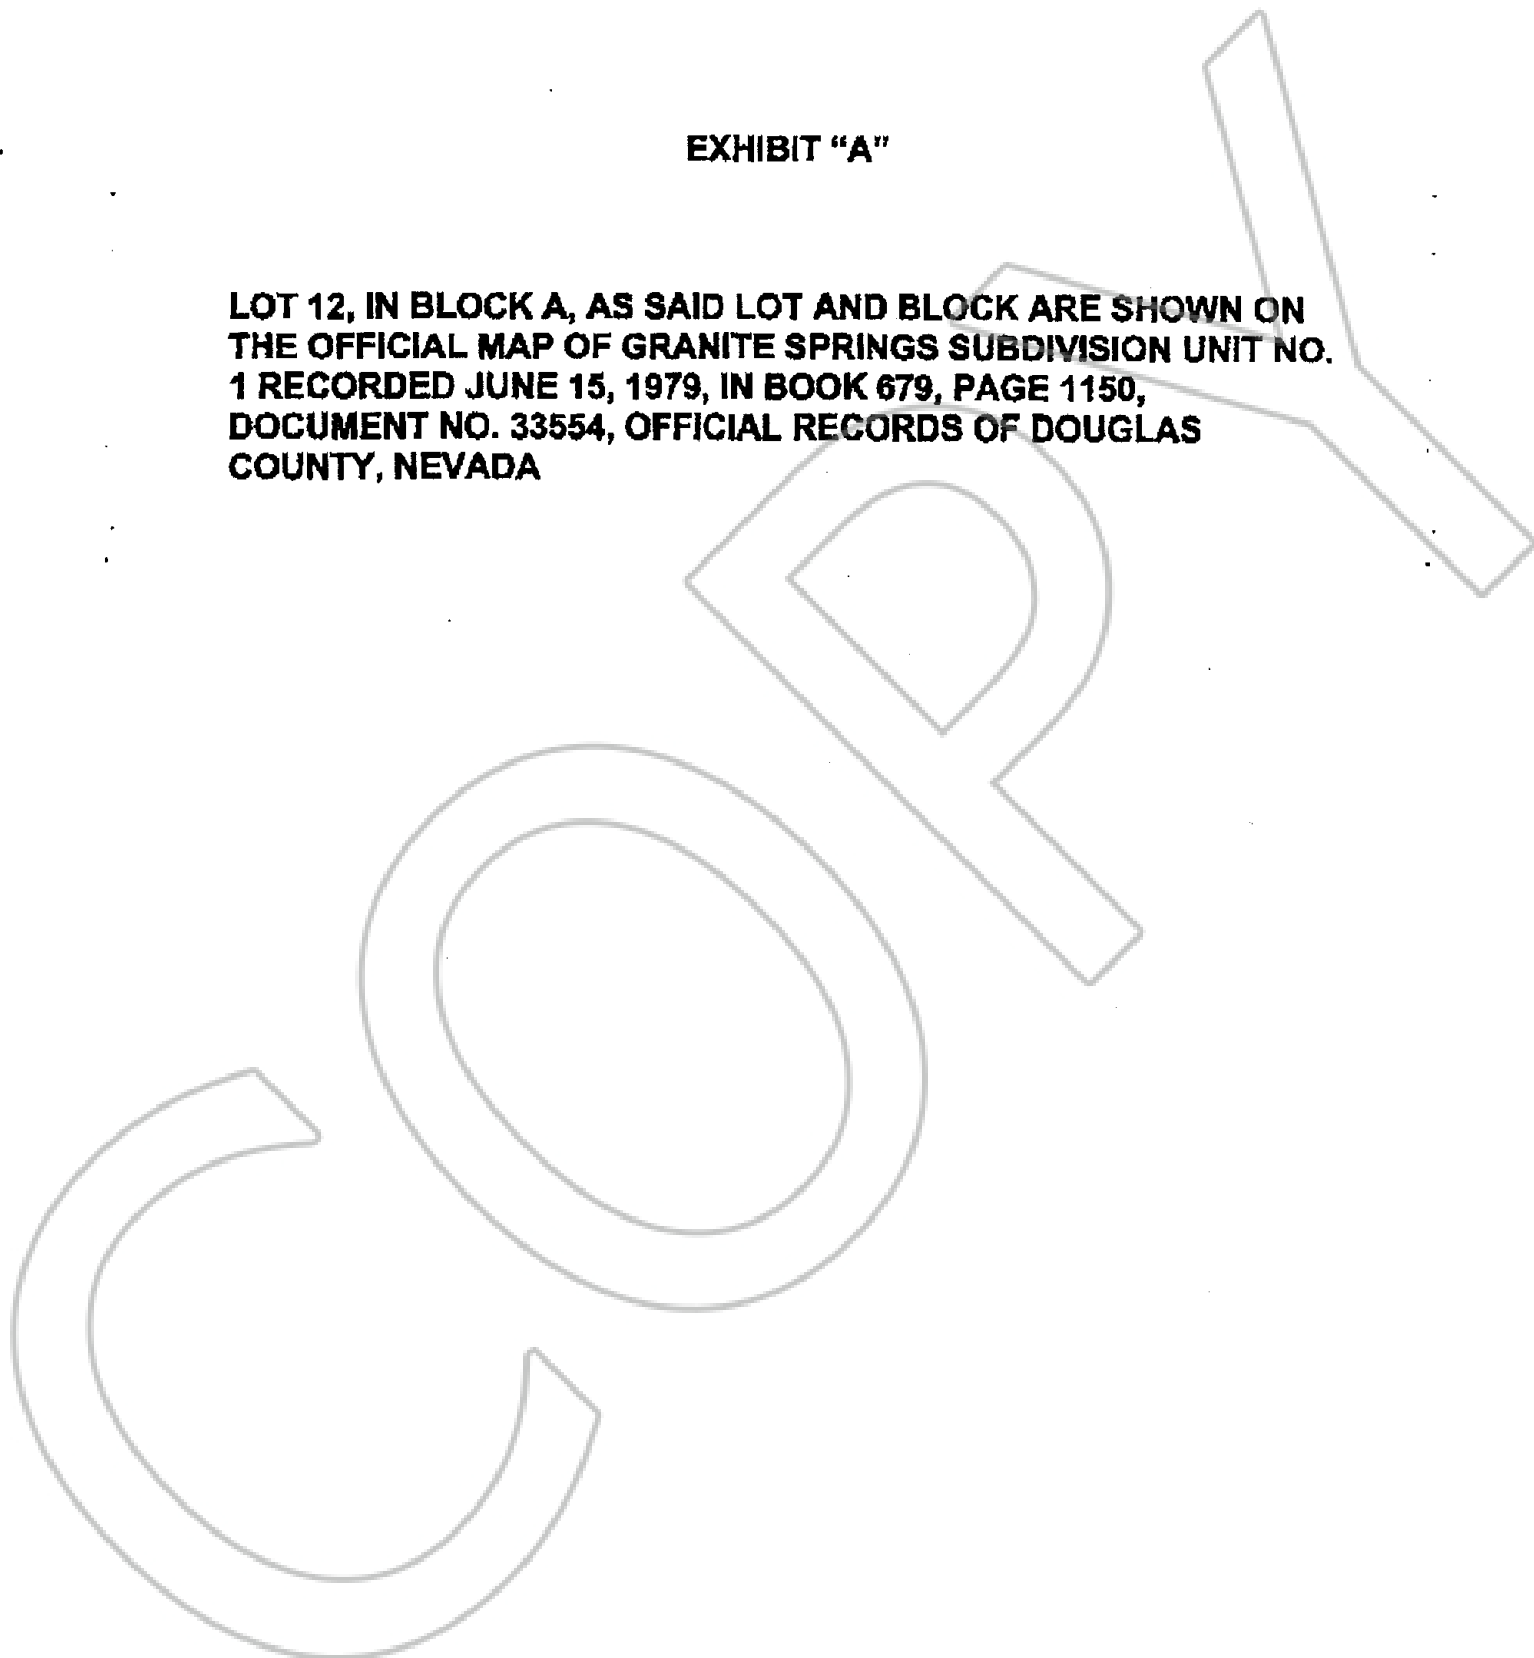 EXHIBIT “A”
LOT 12, IN BLOCK A, AS SAID LOT AND BLOCK ARE SHOWN ON
THE OFFICIAL MAP OF GRANITE SPRINGS SUBDIVISION UNIT NO.
1 RECORDED JUNE 15, 1979, IN BOOK 679, PAGE 1150,
DOCUMENT NO. 33554, OFFICIAL RECORDS OF DOUGLAS
COUNTY, NEVADA
COPY